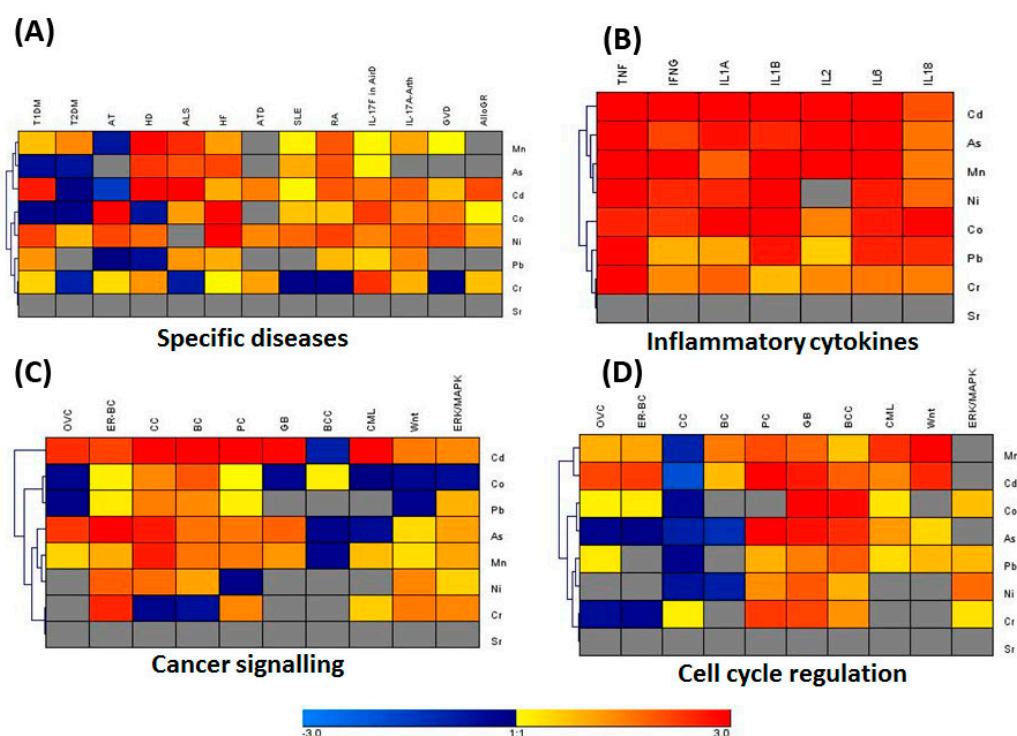 (A)
T1DM T2DM AT HD ALS HF ATD SLE RA IL-17F in AirD IL-17A-Arth GVD AlloGR
Mn
As
Cd
Co
Ni
Pb
Cr
Sr
Specific diseases
(B)
TNF IFNG IL1A IL1B IL2 IL6 IL18
Cd
As
Mn
Ni
Co
Pb
Cr
Sr
Inflammatory cytokines
(C)
OVC ER-BC CC BC PC GB BCC CML Wnt ERK/MAPK
Cd
Co
Pb
As
Mn
Ni
Cr
Sr
Cancer signalling
(D)
OVC ER-BC CC BC PC GB BCC CML Wnt ERK/MAPK
Mn
Cd
Co
As
Pb
Ni
Cr
Sr
Cell cycle regulation
-3.0 1:1 3.0